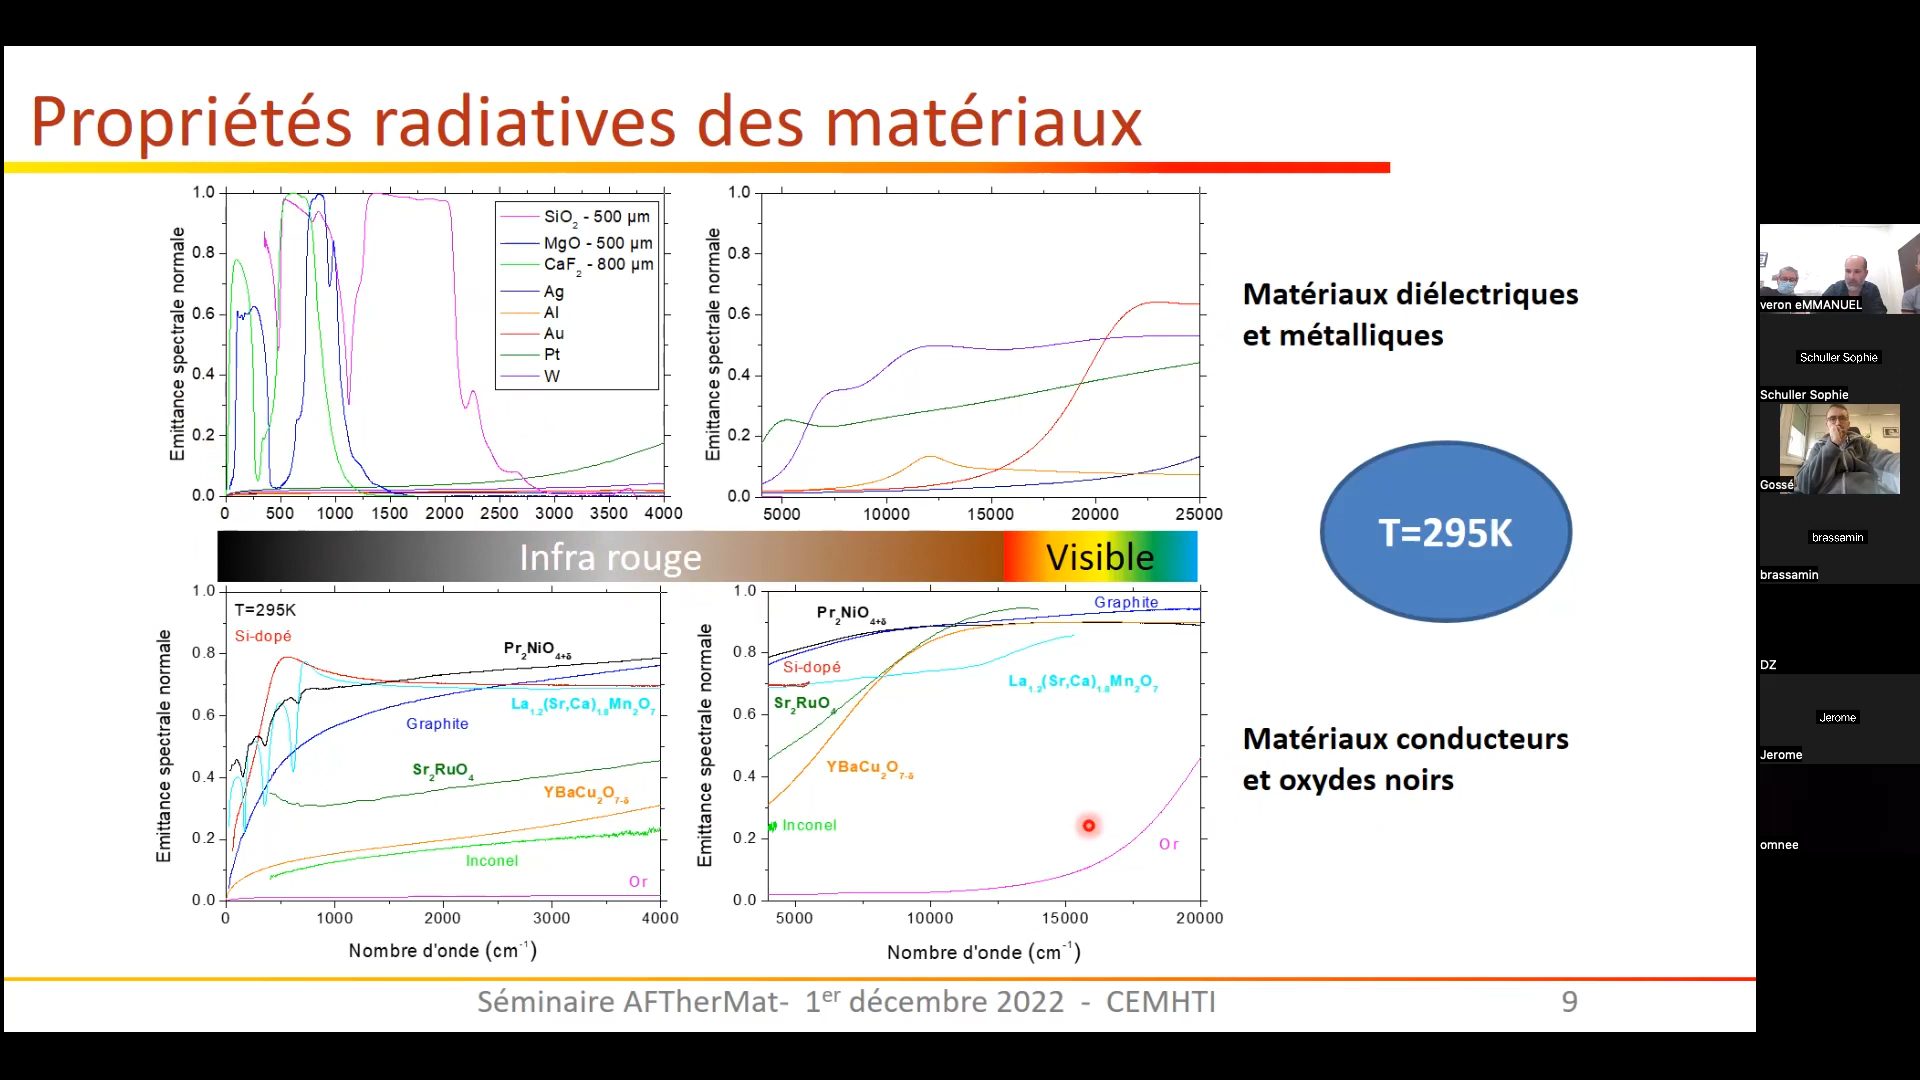 Propriétés radiatives des matériaux
Emittance spectrale normale
1.0
0.8
0.6
0.4
0.2
0.0
0 500 1000 1500 2000 2500 3000 3500 4000
SiO2 - 500 µm
MgO - 500 µm
CaF2 - 800 µm
Ag
Al
Au
Pt
W
Emittance spectrale normale
1.0
0.8
0.6
0.4
0.2
0.0
5000 10000 15000 20000 25000
Matériaux diélectriques
et métalliques
T=295K
Infra rouge
Visible
Emittance spectrale normale
1.0
0.8
0.6
0.4
0.2
0.0
0 1000 2000 3000 4000
Nombre d'onde (cm-1)
T=295K
Si-dopé
Pr2NiO4+δ
La1.2(Sr,Ca)1.8Mn2O7
Graphite
Sr2RuO4
YBaCu2O7-δ
Inconel
Or
Emittance spectrale normale
1.0
0.8
0.6
0.4
0.2
0.0
5000 10000 15000 20000
Nombre d'onde (cm-1)
Graphite
Pr2NiO4+δ
Si-dopé
La1.2(Sr,Ca)1.8Mn2O7
Sr2RuO4
YBaCu2O7-δ
Inconel
Or
Matériaux conducteurs
et oxydes noirs
Séminaire AFTherMat- 1er décembre 2022 - CEMHTI
9
veron eMMANUEL
Schuller Sophie
Schuller Sophie
Gossé
brassamin
brassamin
DZ
Jerome
Jerome
omnee